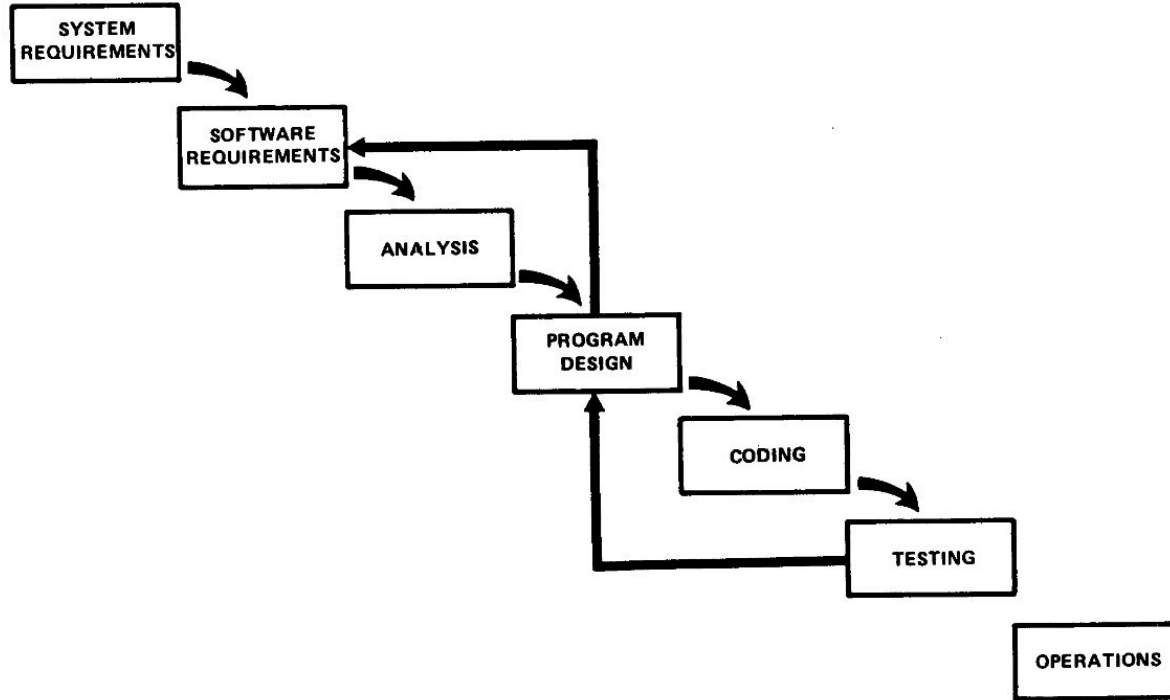 SYSTEM
REQUIREMENTS
SOFTWARE
REQUIREMENTS
ANALYSIS
PROGRAM
DESIGN
CODING
TESTING
OPERATIONS